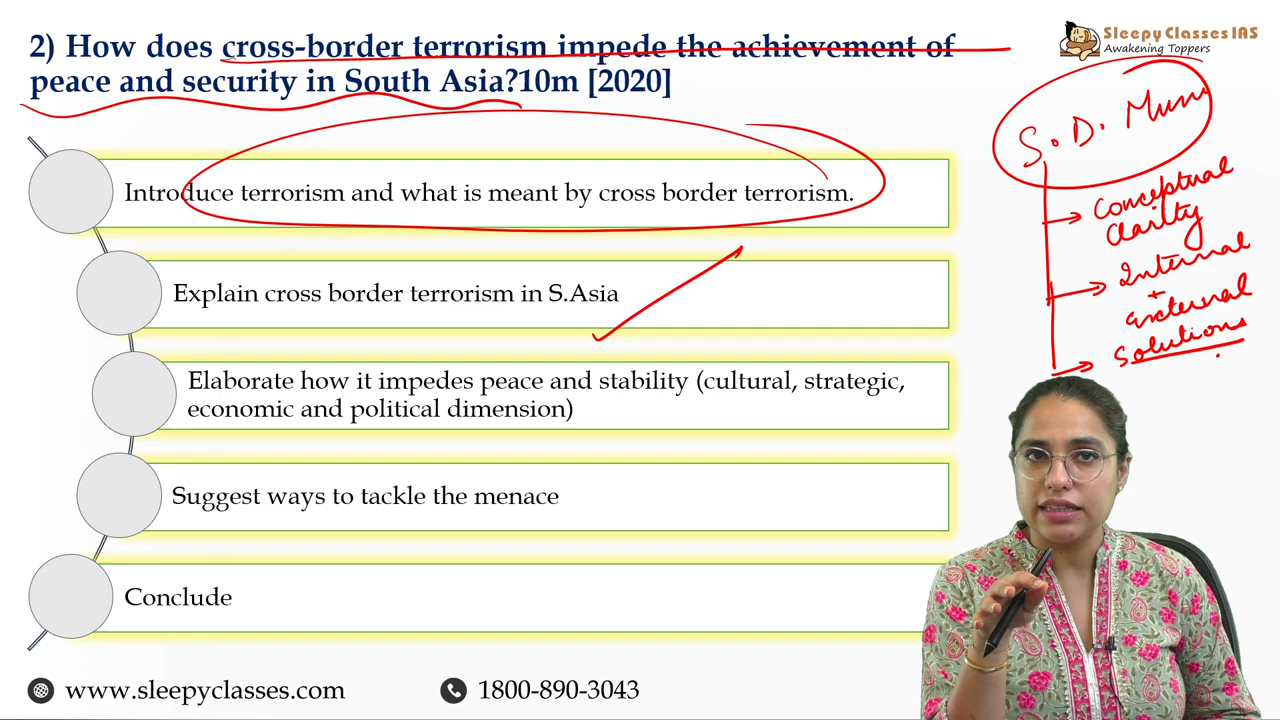 2) How does cross-border terrorism impede the achievement of
peace and security in South Asia?10m [2020]
Sleepy Classes IAS
Awakening Toppers
Introduce terrorism and what is meant by cross border terrorism.
Explain cross border terrorism in S.Asia
Elaborate how it impedes peace and stability (cultural, strategic,
economic and political dimension)
Suggest ways to tackle the menace
Conclude
S. D. Muni
Conceptual
Clarity
Internal
+
External
Solutions
www.sleepyclasses.com
1800-890-3043